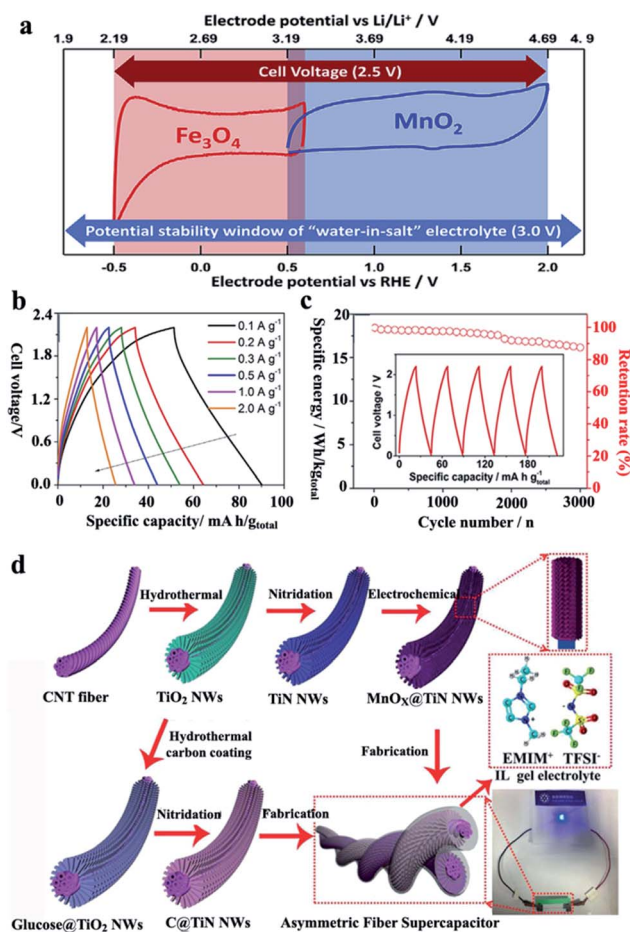 a
Electrode potential vs Li/Li⁺ / V
1.9 2.19 2.69 3.19 3.29 3.69 4.19 4.69 4.9
Cell Voltage (2.5 V)
Fe₃O₄
MnO₂
Potential stability window of "water-in-salt" electrolyte (3.0 V)
-0.5 0.0 0.5 0.6 1.0 1.5 2.0
Electrode potential vs RHE / V
b
Cell voltage/V
2.4
1.8
1.2
0.6
0.0
0.1 A g⁻¹
0.2 A g⁻¹
0.3 A g⁻¹
0.5 A g⁻¹
1.0 A g⁻¹
2.0 A g⁻¹
0 20 40 60 80 100
Specific capacity/ mA h/gtotal
c
Specific energy / Wh/kgtotal
20
15
10
5
0
100
80
60
40
20
0
Retention rate (%)
Cell voltage / V
2
1
0
0 60 120 180
Specific capacity / mA h g⁻¹total
0 1000 2000 3000
Cycle number / n
d
Hydrothermal
Nitridation
Electrochemical
CNT fiber
TiO₂ NWs
TiN NWs
MnOX@TiN NWs
Hydrothermal
carbon coating
Fabrication
EMIM⁺ TFSI⁻
IL gel electrolyte
Nitridation
Fabrication
Glucose@TiO₂ NWs
C@TiN NWs
Asymmetric Fiber Supercapacitor